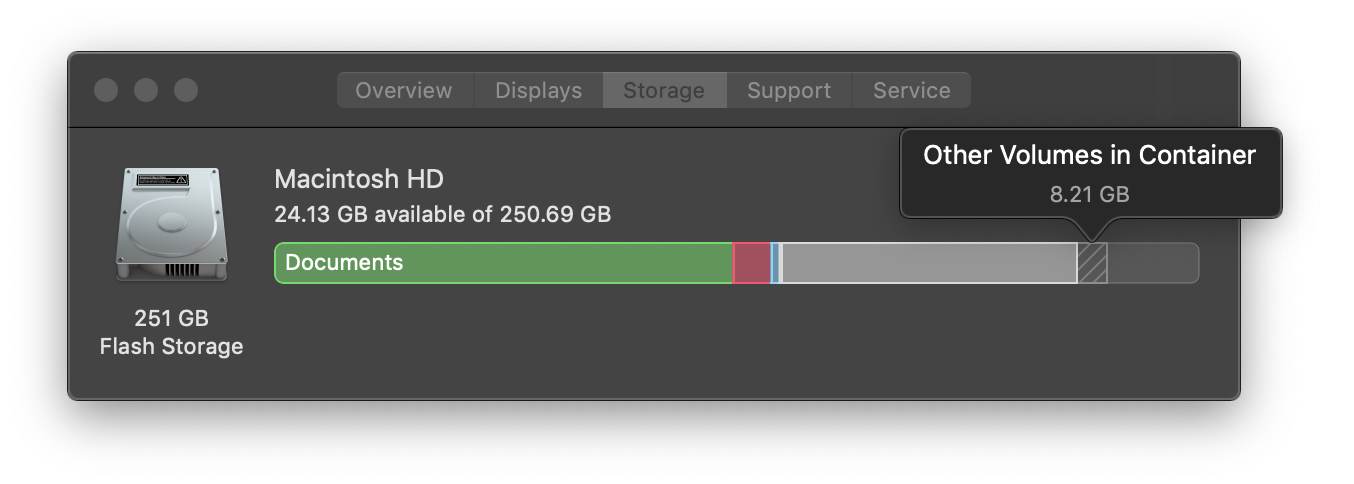 Overview
Displays
Storage
Support
Service
Other Volumes in Container
8.21 GB
Macintosh HD
24.13 GB available of 250.69 GB
Documents
251 GB
Flash Storage